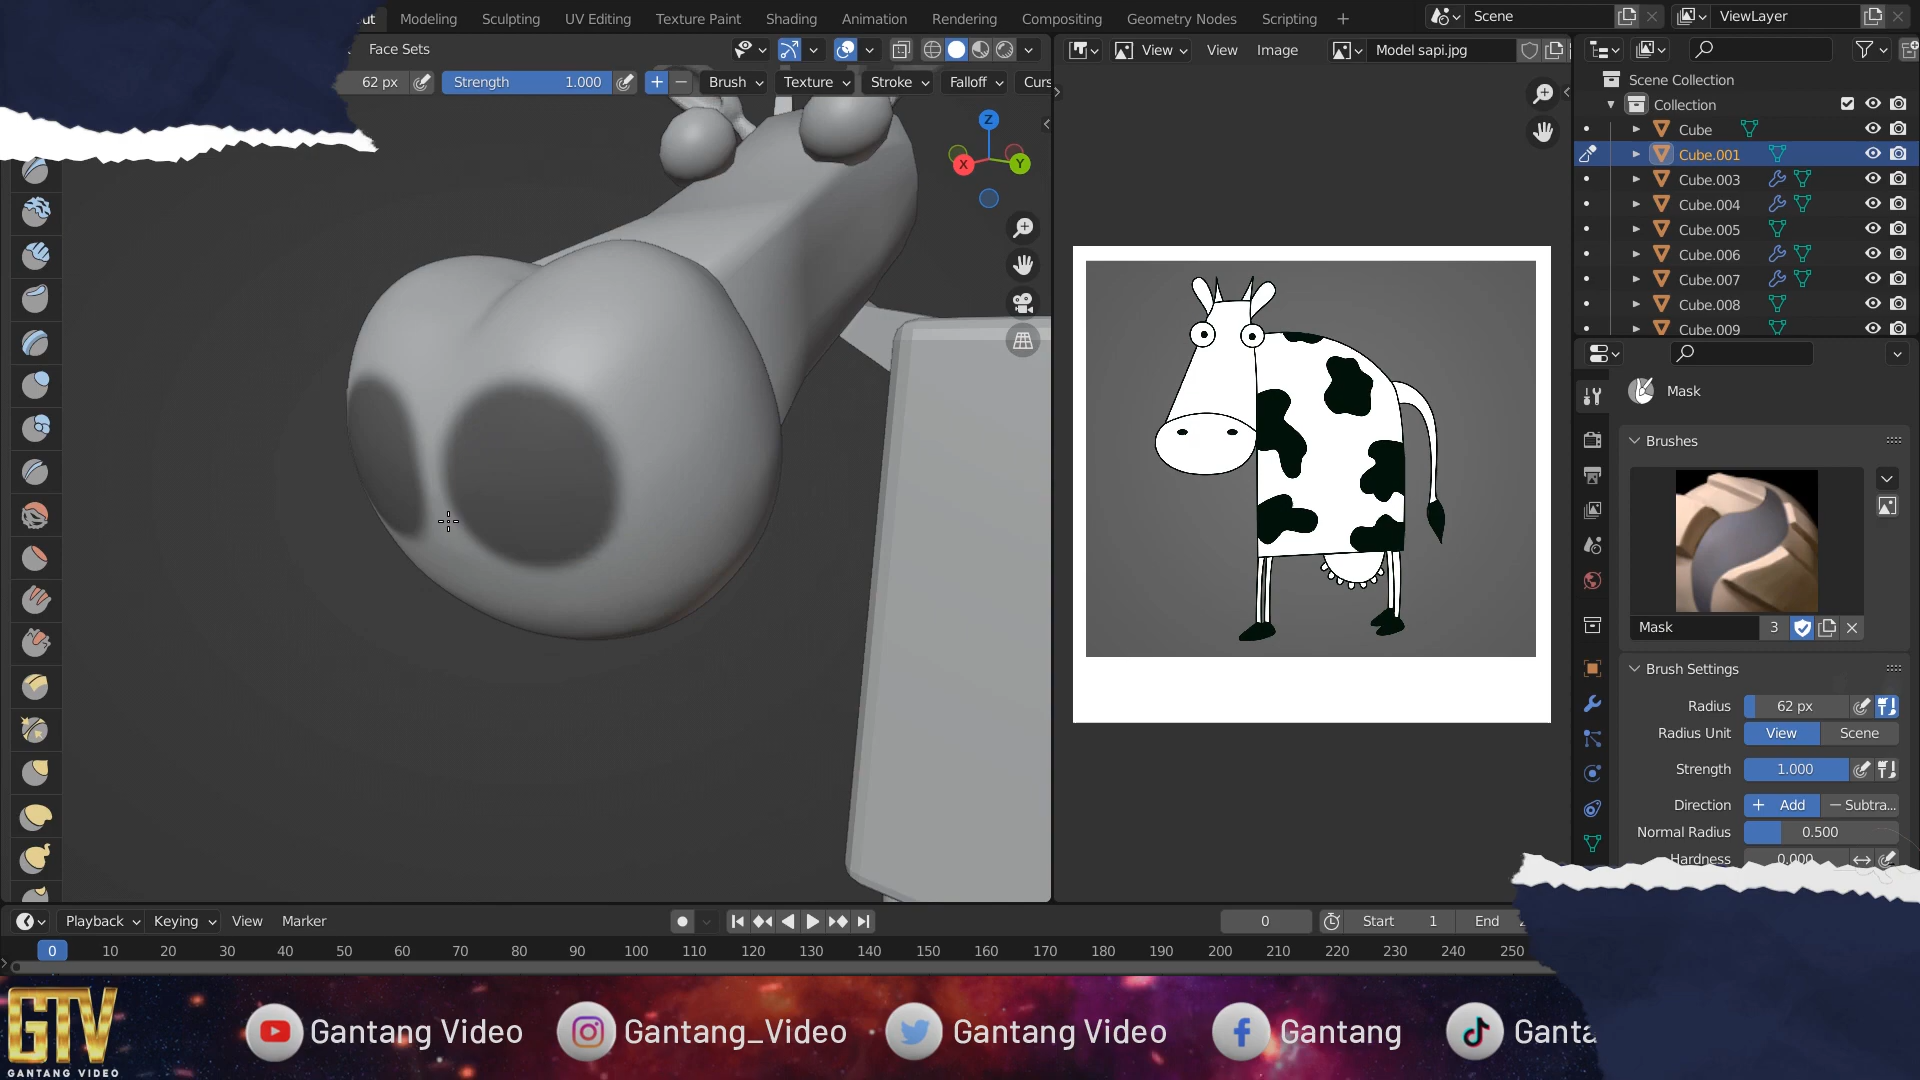 ut Modeling Sculpting UV Editing Texture Paint Shading Animation Rendering Compositing Geometry Nodes Scripting + Scene ViewLayer
Face Sets
View View Image Model sapi.jpg
62 px Strength 1.000 Brush Texture Stroke Falloff Curs
Z
X
Y
Scene Collection
Collection
Cube
Cube.001
Cube.003
Cube.004
Cube.005
Cube.006
Cube.007
Cube.008
Cube.009
Mask
Brushes
Mask 3
Brush Settings
Radius 62 px
Radius Unit View Scene
Strength 1.000
Direction + Add − Subtra...
Normal Radius 0.500
Hardness 0.000
Playback Keying View Marker 0 Start 1 End 2
0 10 20 30 40 50 60 70 80 90 100 110 120 130 140 150 160 170 180 190 200 210 220 230 240 250
GTV
GANTANG VIDEO
Gantang Video Gantang_Video Gantang Video Gantang Ganta